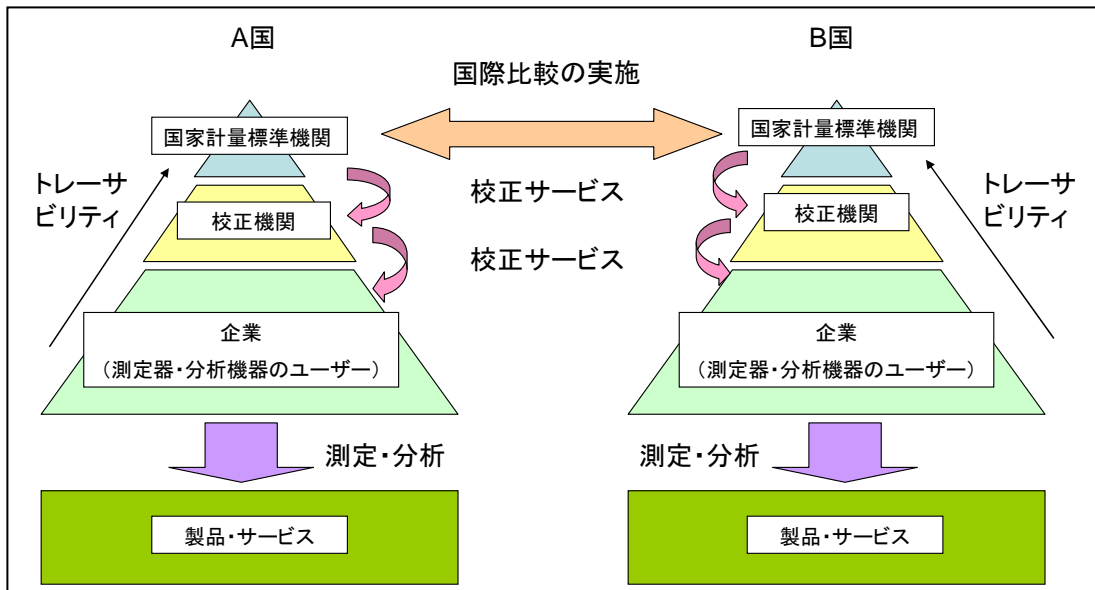 A国
B国
国際比較の実施
国家計量標準機関
国家計量標準機関
トレーサ
ビリティ
校正サービス
トレーサ
ビリティ
校正機関
校正機関
校正サービス
企業
（測定器・分析機器のユーザー）
企業
（測定器・分析機器のユーザー）
測定・分析
測定・分析
製品・サービス
製品・サービス